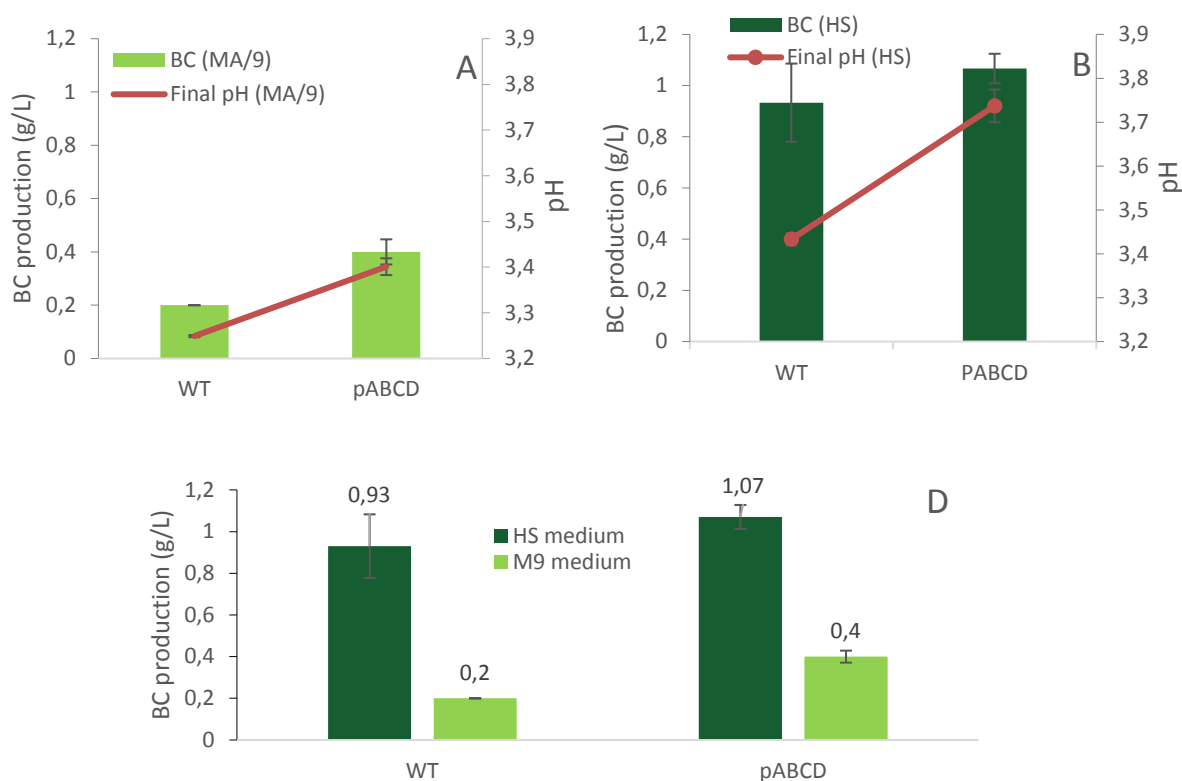 BC (MA/9)
Final pH (MA/9)
A
BC production (g/L)
1,2
1
0,8
0,6
0,4
0,2
0
3,9
3,8
3,7
3,6
3,5
3,4
3,3
3,2
pH
WT
pABCD
BC (HS)
Final pH (HS)
B
BC production (g/L)
1,2
1
0,8
0,6
0,4
0,2
0
3,9
3,8
3,7
3,6
3,5
3,4
3,3
3,2
pH
WT
PABCD
D
BC production (g/L)
1,2
1
0,8
0,6
0,4
0,2
0
0,93
0,2
1,07
0,4
HS medium
M9 medium
WT
pABCD